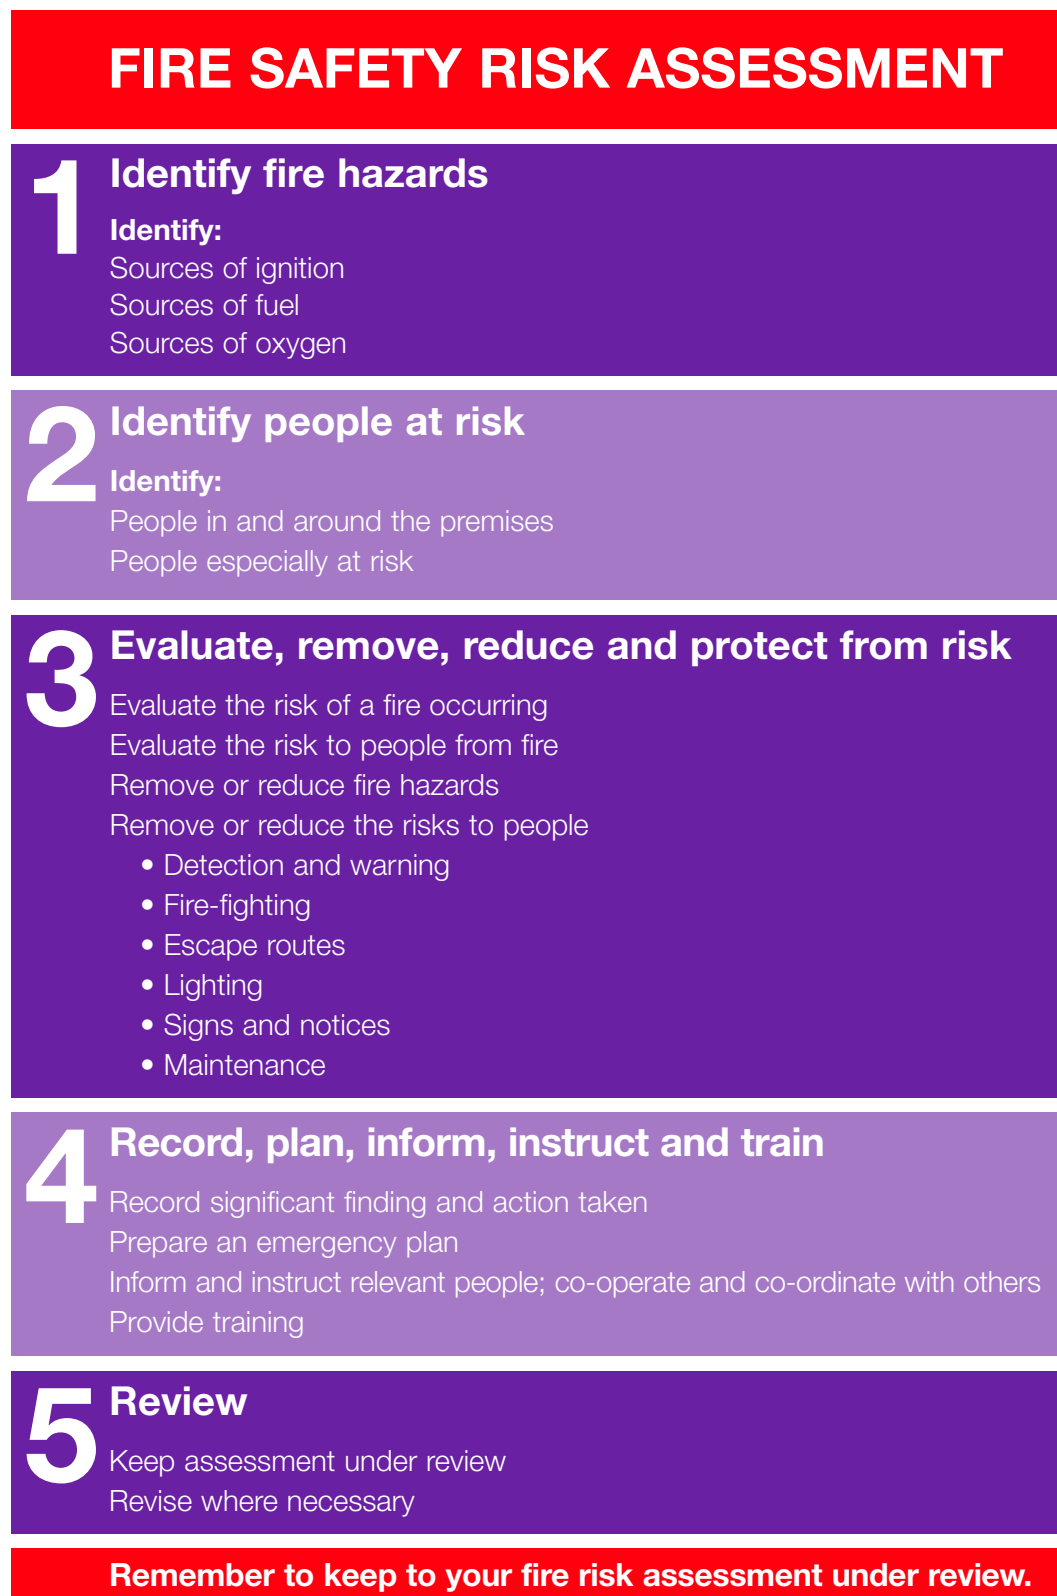 FIRE SAFETY RISK ASSESSMENT
1 Identify fire hazards
Identify:
Sources of ignition
Sources of fuel
Sources of oxygen
2 Identify people at risk
Identify:
People in and around the premises
People especially at risk
3 Evaluate, remove, reduce and protect from risk
Evaluate the risk of a fire occurring
Evaluate the risk to people from fire
Remove or reduce fire hazards
Remove or reduce the risks to people
• Detection and warning
• Fire-fighting
• Escape routes
• Lighting
• Signs and notices
• Maintenance
4 Record, plan, inform, instruct and train
Record significant finding and action taken
Prepare an emergency plan
Inform and instruct relevant people; co-operate and co-ordinate with others
Provide training
5 Review
Keep assessment under review
Revise where necessary
Remember to keep to your fire risk assessment under review.